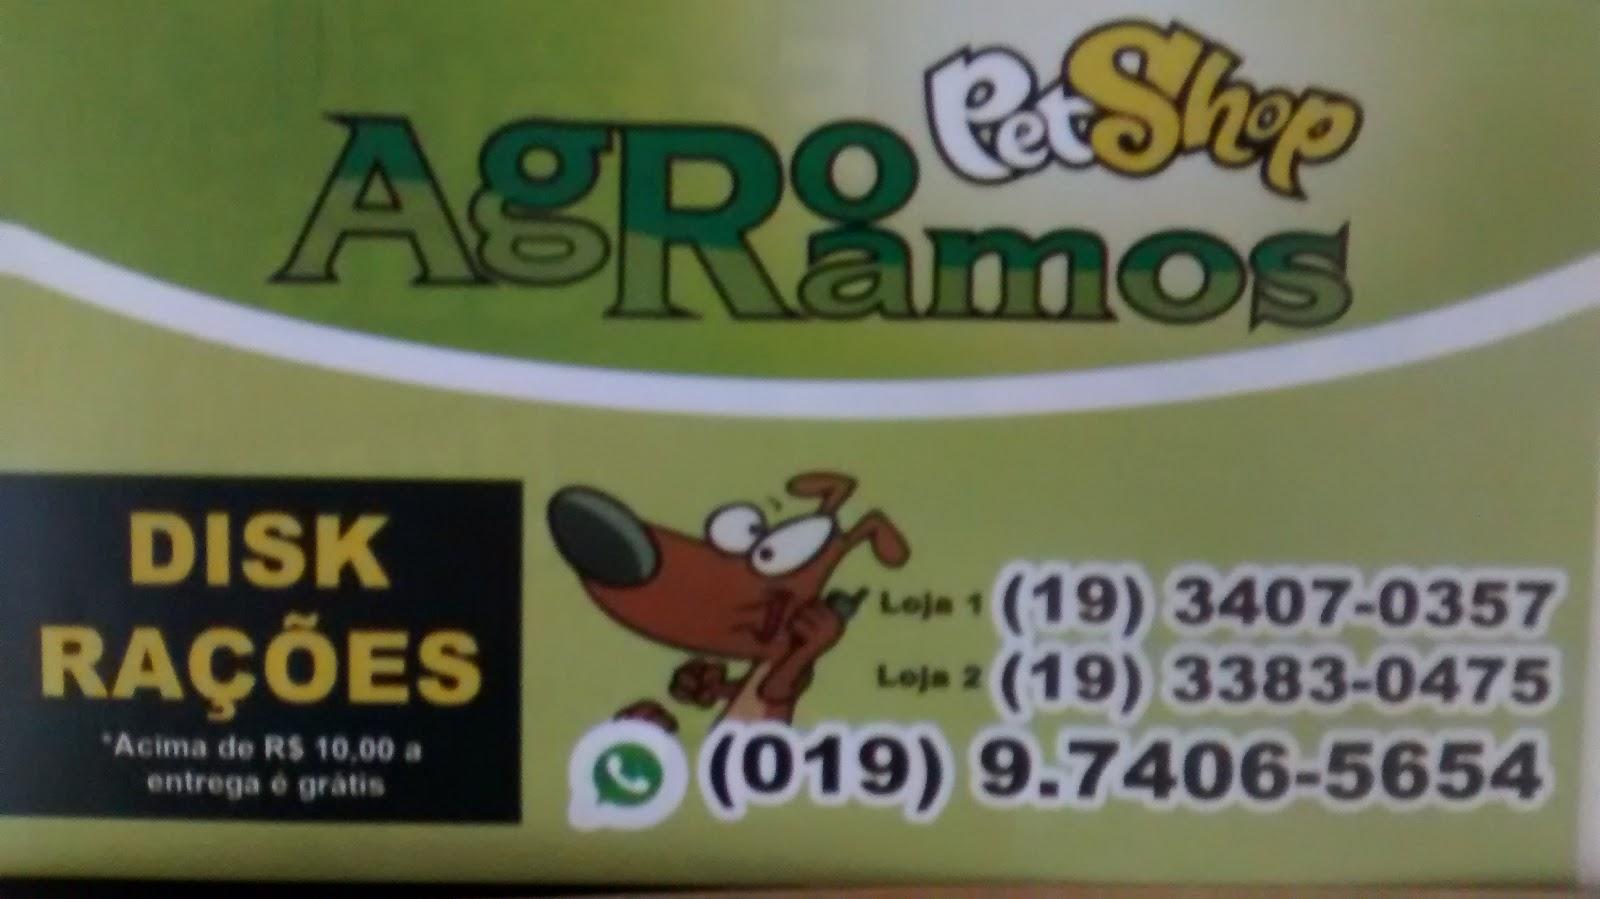 PetShop
AgRo Ramos
DISK
RAÇÕES
*Acima de R$ 10,00 a
entrega é grátis
Loja 1 (19) 3407-0357
Loja 2 (19) 3383-0475
(019) 9.7406-5654